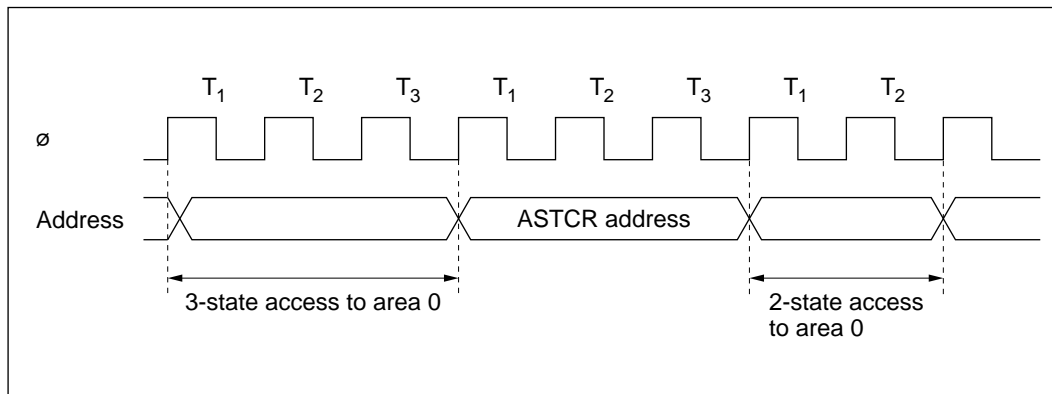 T1 T2 T3 T1 T2 T3 T1 T2
ø
Address ASTCR address
3-state access to area 0
2-state access
to area 0